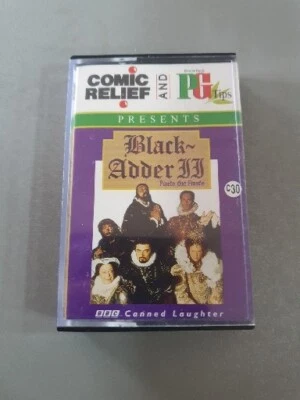 COMIC
RELIEF
AND
PG
Tips
PRESENTS
Black~
Adder II
C30
BBC Canned Laughter